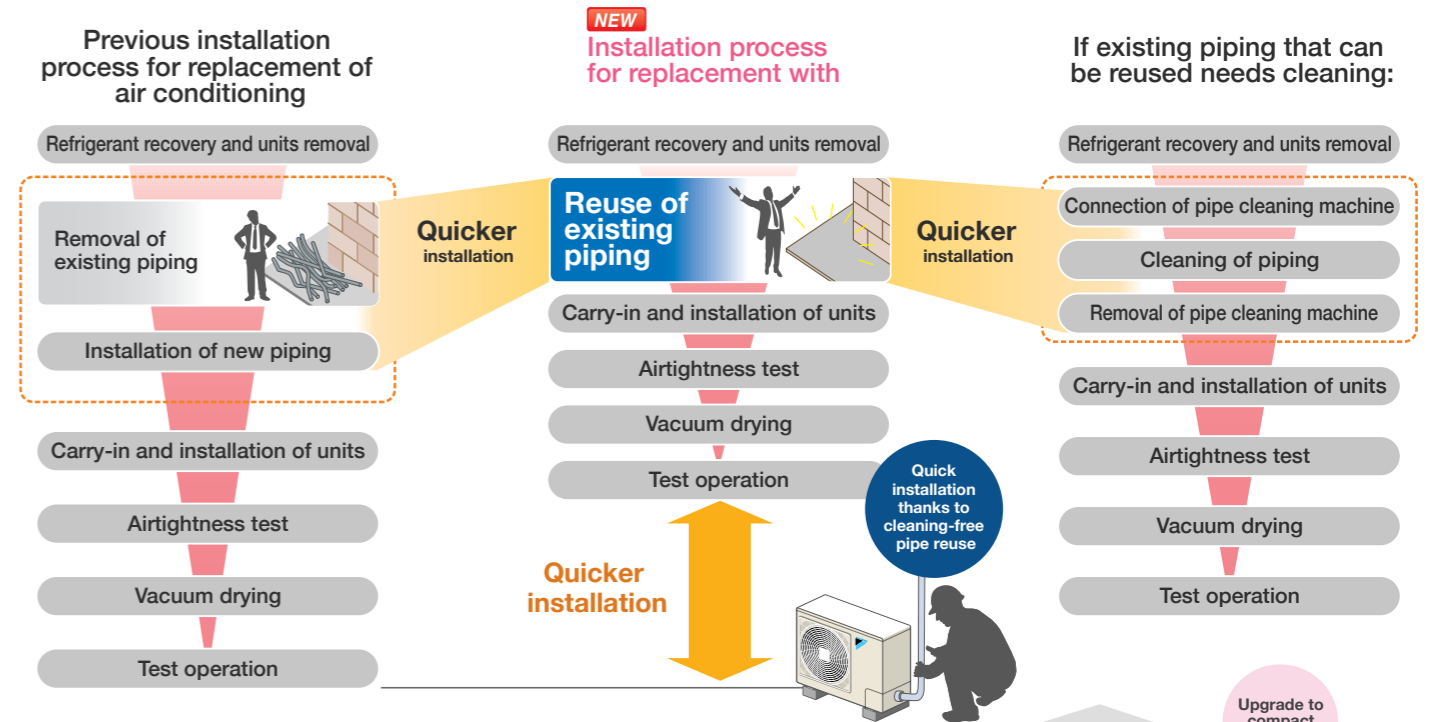 Previous installation
process for replacement of
air conditioning
Refrigerant recovery and units removal
Removal of
existing piping
Installation of new piping
Carry-in and installation of units
Airtightness test
Vacuum drying
Test operation
Quicker
installation
NEW
Installation process
for replacement with
Refrigerant recovery and units removal
Reuse of
existing
piping
Carry-in and installation of units
Airtightness test
Vacuum drying
Test operation
Quicker
installation
Quick
installation
thanks to
cleaning-free
pipe reuse
Quicker
installation
If existing piping that can
be reused needs cleaning:
Refrigerant recovery and units removal
Connection of pipe cleaning machine
Cleaning of piping
Removal of pipe cleaning machine
Carry-in and installation of units
Airtightness test
Vacuum drying
Test operation
Upgrade to
compact